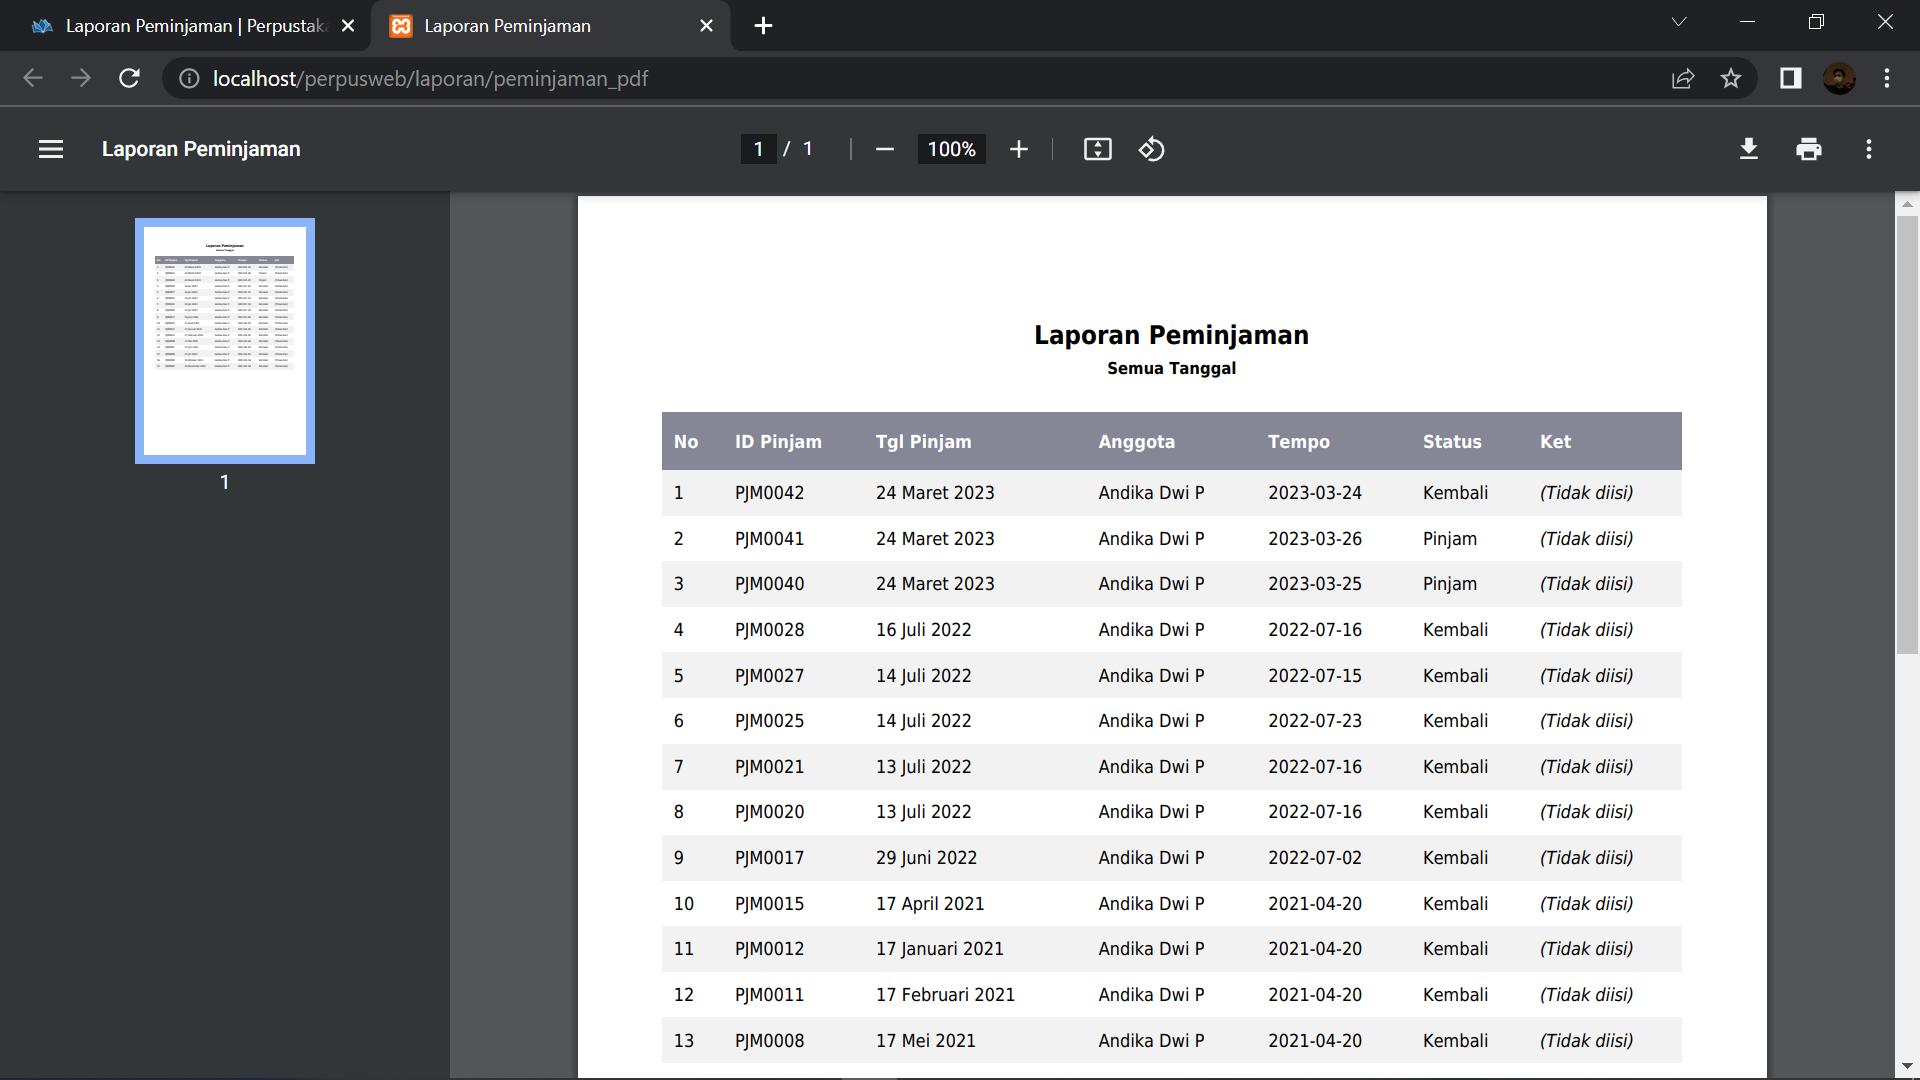 Laporan Peminjaman | Perpustaka
Laporan Peminjaman
localhost/perpusweb/laporan/peminjaman_pdf
Laporan Peminjaman
1 / 1
100%
1
Laporan Peminjaman
Semua Tanggal
No ID Pinjam Tgl Pinjam Anggota Tempo Status Ket
1 PJM0042 24 Maret 2023 Andika Dwi P 2023-03-24 Kembali (Tidak diisi)
2 PJM0041 24 Maret 2023 Andika Dwi P 2023-03-26 Pinjam (Tidak diisi)
3 PJM0040 24 Maret 2023 Andika Dwi P 2023-03-25 Pinjam (Tidak diisi)
4 PJM0028 16 Juli 2022 Andika Dwi P 2022-07-16 Kembali (Tidak diisi)
5 PJM0027 14 Juli 2022 Andika Dwi P 2022-07-15 Kembali (Tidak diisi)
6 PJM0025 14 Juli 2022 Andika Dwi P 2022-07-23 Kembali (Tidak diisi)
7 PJM0021 13 Juli 2022 Andika Dwi P 2022-07-16 Kembali (Tidak diisi)
8 PJM0020 13 Juli 2022 Andika Dwi P 2022-07-16 Kembali (Tidak diisi)
9 PJM0017 29 Juni 2022 Andika Dwi P 2022-07-02 Kembali (Tidak diisi)
10 PJM0015 17 April 2021 Andika Dwi P 2021-04-20 Kembali (Tidak diisi)
11 PJM0012 17 Januari 2021 Andika Dwi P 2021-04-20 Kembali (Tidak diisi)
12 PJM0011 17 Februari 2021 Andika Dwi P 2021-04-20 Kembali (Tidak diisi)
13 PJM0008 17 Mei 2021 Andika Dwi P 2021-04-20 Kembali (Tidak diisi)